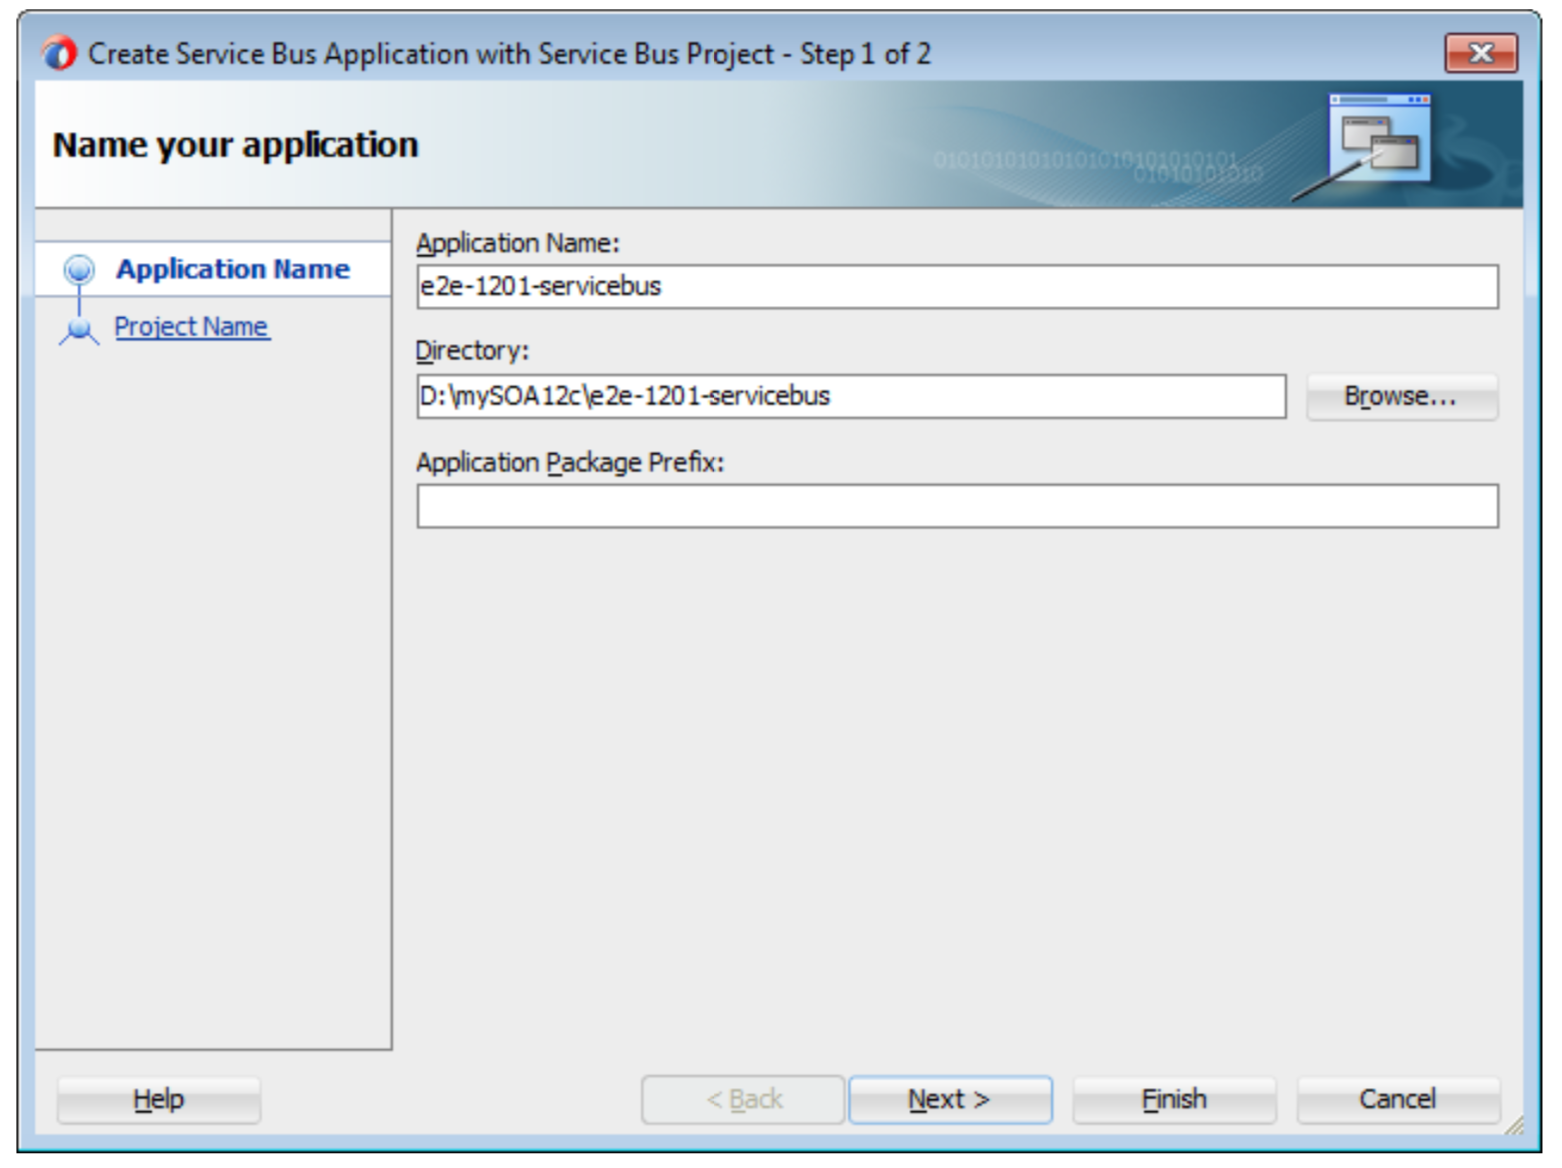 Create Service Bus Application with Service Bus Project - Step 1 of 2
Name your application
010101010101010101010101
01010101010
Application Name
Project Name
Application Name:
e2e-1201-servicebus
Directory:
D:\mySOA12c\e2e-1201-servicebus
Browse...
Application Package Prefix:
Help
< Back
Next >
Finish
Cancel